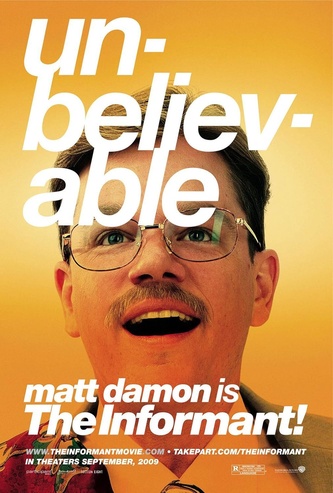 un-
believ-
able
matt damon is
The Informant!
WWW.THEINFORMANTMOVIE.COM • TAKEPART.COM/THEINFORMANT
IN THEATERS SEPTEMBER, 2009
R